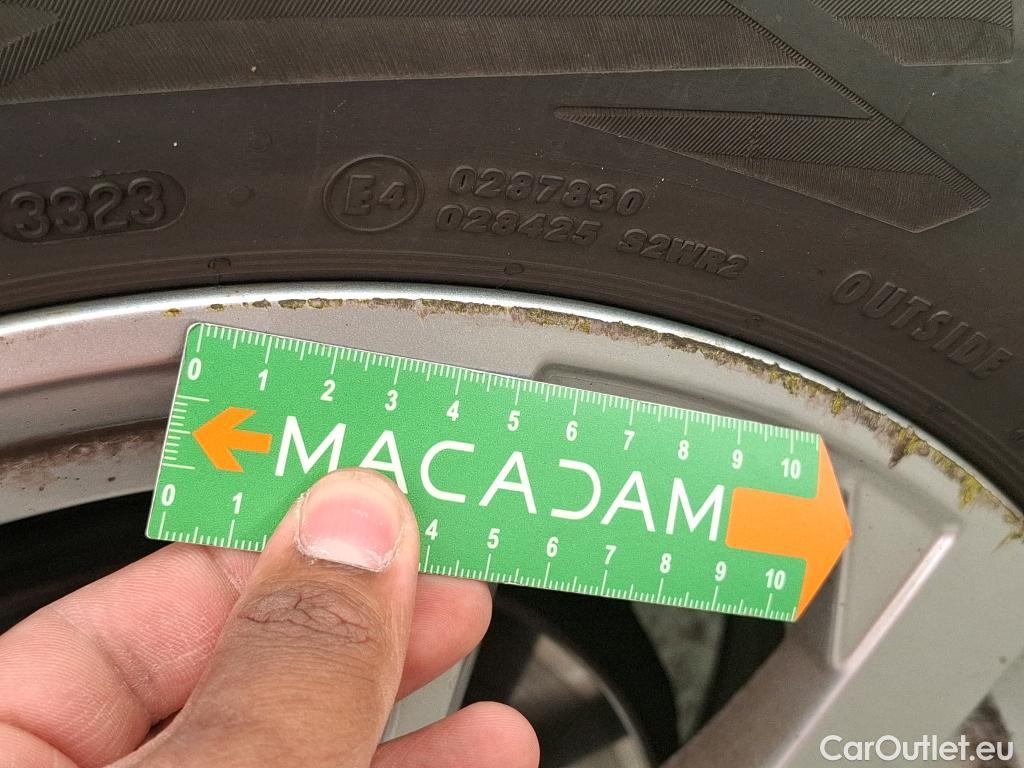 3323
E4
0287830
028425 S2WR2
OUTSIDE
0 1 2 3 4 5 6 7 8 9 10
MACADAM
0 1 4 5 6 7 8 9 10
CarOutlet.eu